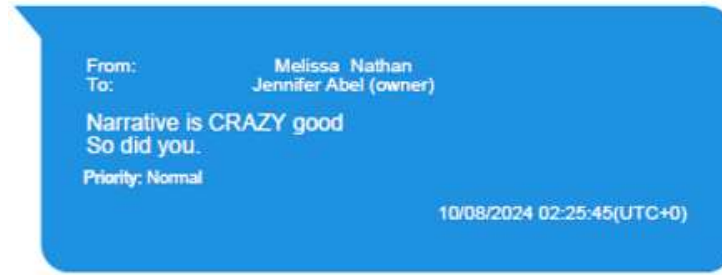 From: Melissa Nathan
To: Jennifer Abel (owner)
Narrative is CRAZY good
So did you.
Priority: Normal
10/08/2024 02:25:45(UTC+0)